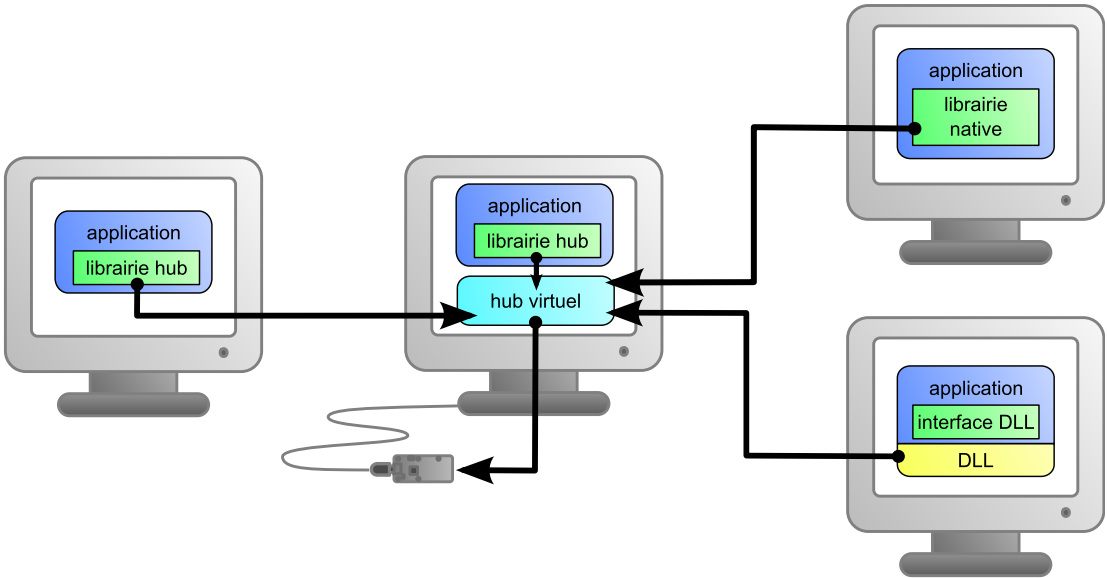 application
librairie hub
application
librairie hub
hub virtuel
application
librairie
native
application
interface DLL
DLL